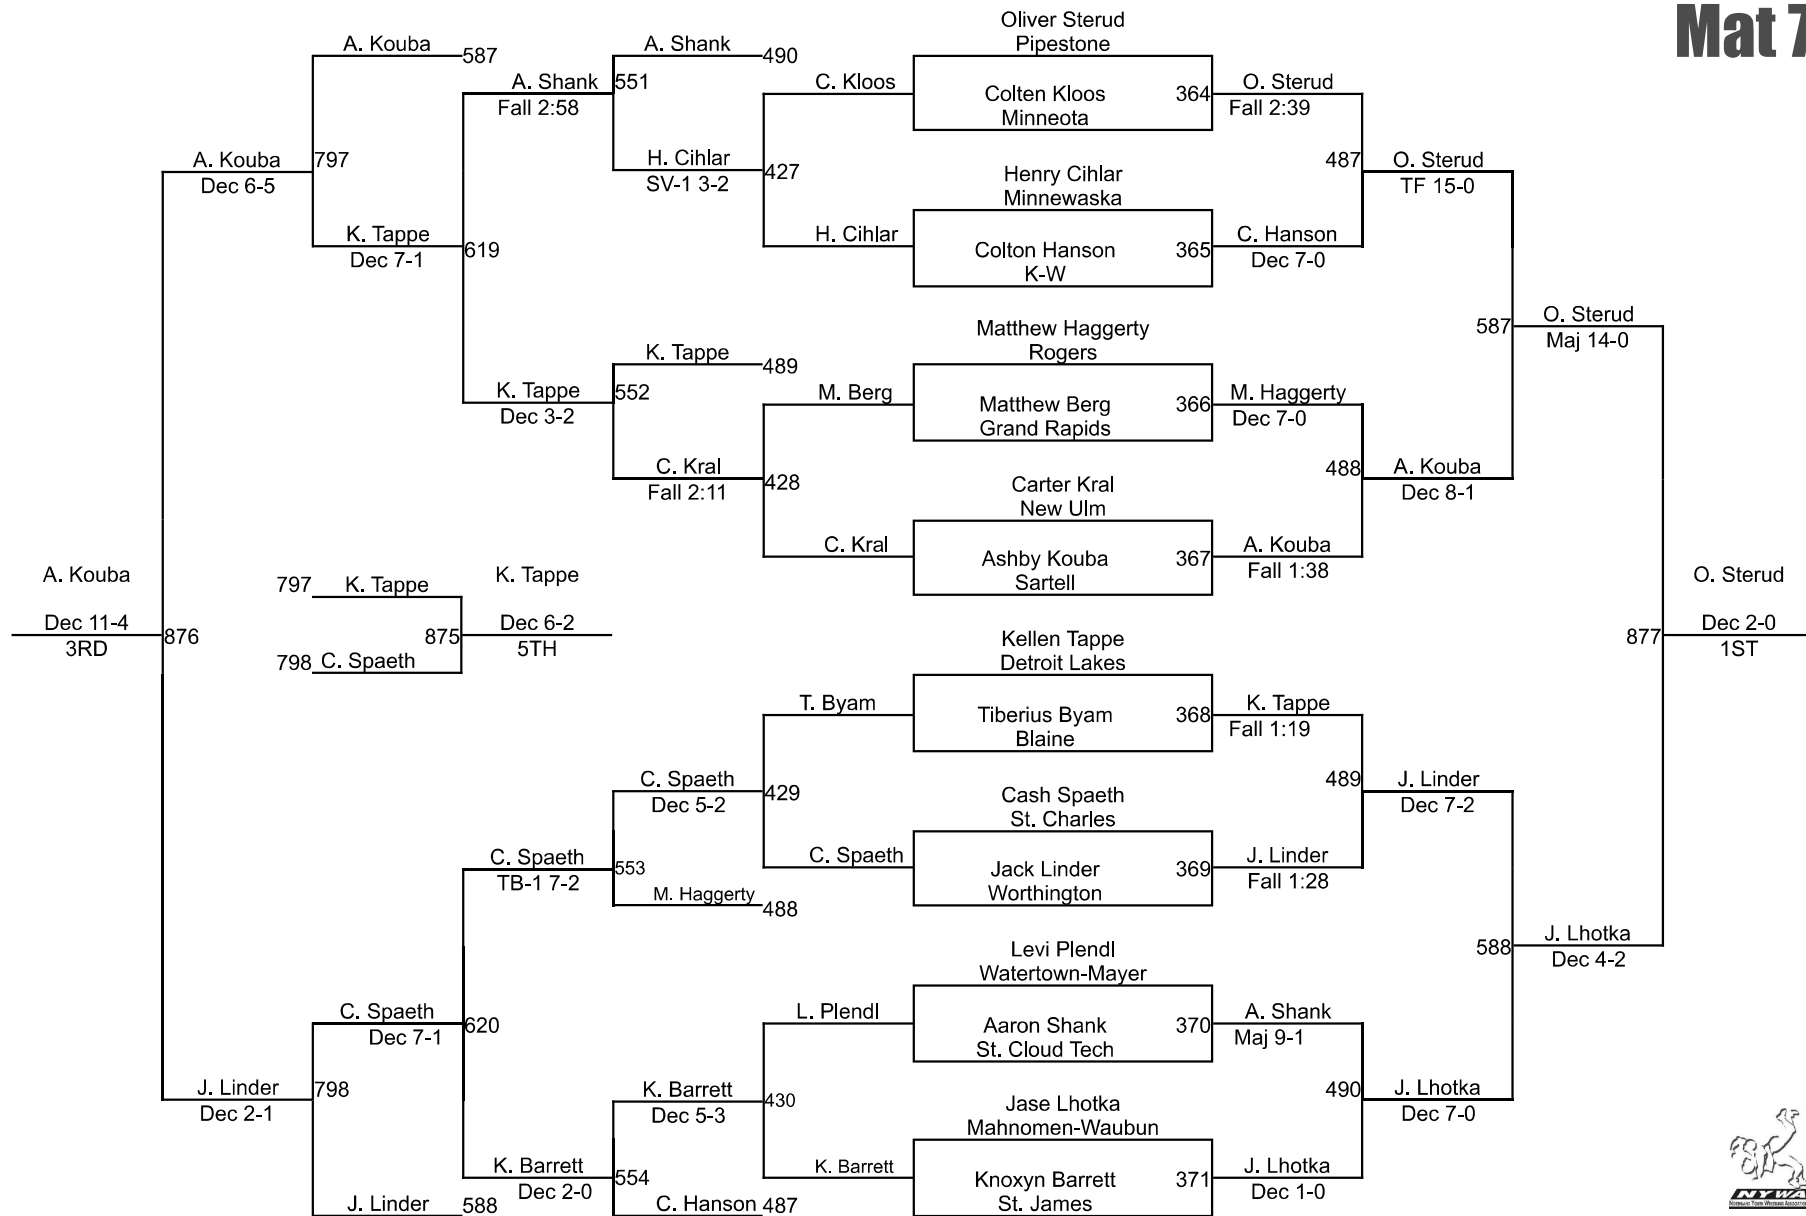 Mat 7
Oliver Sterud
Pipestone
A. Kouba
587
A. Shank
490
A. Shank
551
Fall 2:58
C. Kloos
Colten Kloos
364
Minneota
O. Sterud
Fall 2:39
A. Kouba
797
Dec 6-5
H. Cihlar
427
SV-1 3-2
Henry Cihlar
Minnewaska
487
O. Sterud
TF 15-0
K. Tappe
619
Dec 7-1
H. Cihlar
Colton Hanson
365
K-W
C. Hanson
Dec 7-0
Matthew Haggerty
Rogers
587
O. Sterud
Maj 14-0
K. Tappe
489
K. Tappe
552
Dec 3-2
M. Berg
Matthew Berg
366
Grand Rapids
M. Haggerty
Dec 7-0
C. Kral
428
Fall 2:11
Carter Kral
New Ulm
488
A. Kouba
Dec 8-1
C. Kral
Ashby Kouba
367
Sartell
A. Kouba
Fall 1:38
A. Kouba
Dec 11-4
876
3RD
797
K. Tappe
K. Tappe
875
Dec 6-2
5TH
798
C. Spaeth
O. Sterud
877
Dec 2-0
1ST
Kellen Tappe
Detroit Lakes
T. Byam
Tiberius Byam
368
Blaine
K. Tappe
Fall 1:19
C. Spaeth
429
Dec 5-2
Cash Spaeth
St. Charles
489
J. Linder
Dec 7-2
C. Spaeth
553
TB-1 7-2
C. Spaeth
Jack Linder
369
Worthington
J. Linder
Fall 1:28
M. Haggerty
488
Levi Plendl
Watertown-Mayer
588
J. Lhotka
Dec 4-2
C. Spaeth
620
Dec 7-1
L. Plendl
Aaron Shank
370
St. Cloud Tech
A. Shank
Maj 9-1
J. Linder
798
Dec 2-1
K. Barrett
430
Dec 5-3
Jase Lhotka
Mahnomen-Waubun
490
J. Lhotka
Dec 7-0
K. Barrett
554
Dec 2-0
K. Barrett
Knoxyn Barrett
371
St. James
J. Lhotka
Dec 1-0
J. Linder
588
C. Hanson
487
NYWA